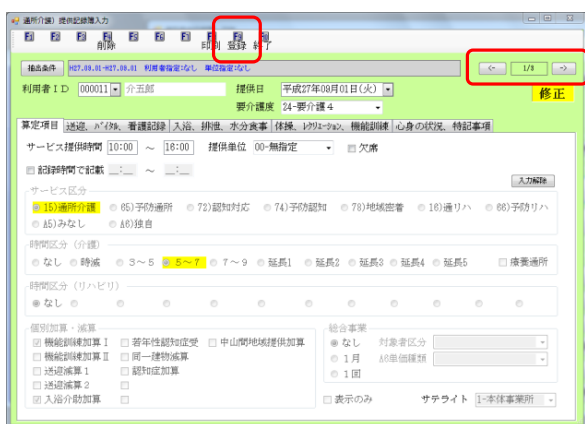 通所介護）提供記録簿入力
削除 印刷 登録 終了
抽出条件 H27.09.01-H27.09.01 利用者指定:なし 単位指定:なし <- 1/8 ->
利用者ＩＤ 000011 介五郎 提供日 平成27年09月01日(火) 修正
要介護度 24-要介護４
算定項目 送迎、ﾊﾞｲﾀﾙ、看護記録 入浴、排泄、水分食事 体操、ﾚｸﾘｴｰｼｮﾝ、機能訓練 心身の状況、特記事項
サービス提供時間 10:00 ～ 16:00 提供単位 00-無指定 欠席
記録時間で記載 __:__ ～ __:__ 入力解除
サービス区分
15)通所介護 65)予防通所 72)認知対応 74)予防認知 78)地域密着 16)通リハ 66)予防リハ
A5)みなし A6)独自
時間区分（介護）
なし 時減 ３～５ ５～７ ７～９ 延長1 延長2 延長3 延長4 延長5 療養通所
時間区分（リハビリ）
なし
個別加算・減算 総合事業
機能訓練加算Ⅰ 若年性認知症受 中山間地域提供加算 なし 対象者区分
機能訓練加算Ⅱ 同一建物減算 １月 A6単価種類
送迎減算１ 認知症加算 １回
送迎減算２
入浴介助加算 表示のみ サテライト 1-本体事業所